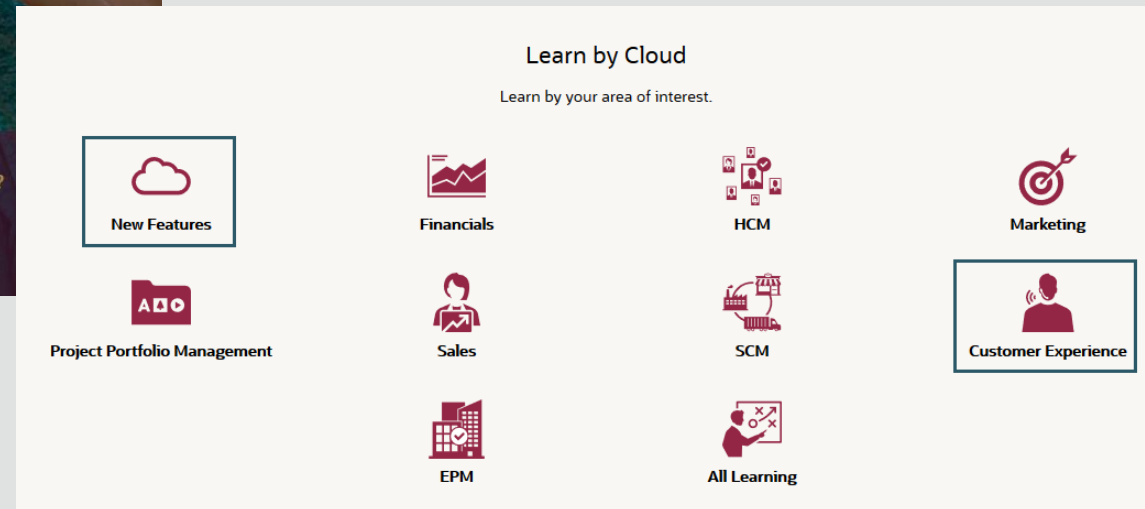 Learn by Cloud
Learn by your area of interest.
New Features
Financials
HCM
Marketing
Project Portfolio Management
Sales
SCM
Customer Experience
EPM
All Learning